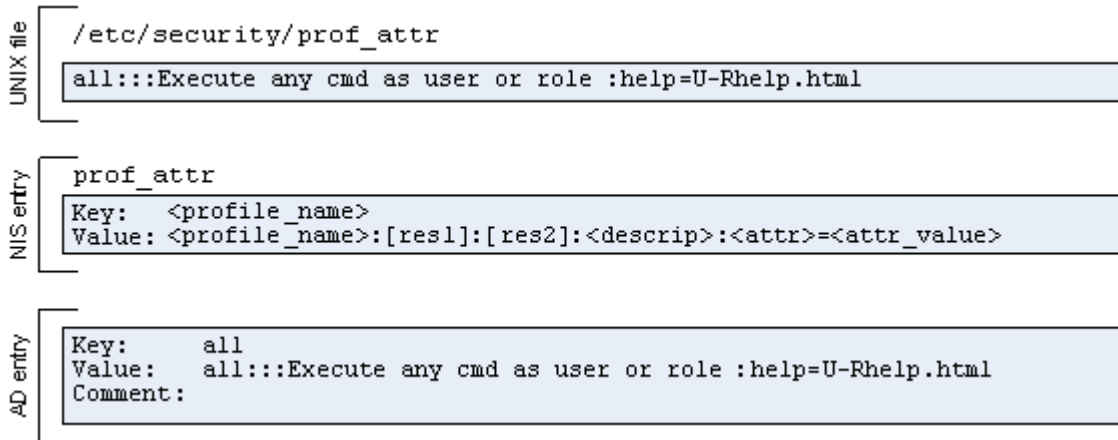 UNIX file
/etc/security/prof_attr
all:::Execute any cmd as user or role :help=U-Rhelp.html
NIS entry
prof_attr
Key: <profile_name>
Value: <profile_name>:[res1]:[res2]:<descrip>:<attr>=<attr_value>
AD entry
Key: all
Value: all:::Execute any cmd as user or role :help=U-Rhelp.html
Comment: